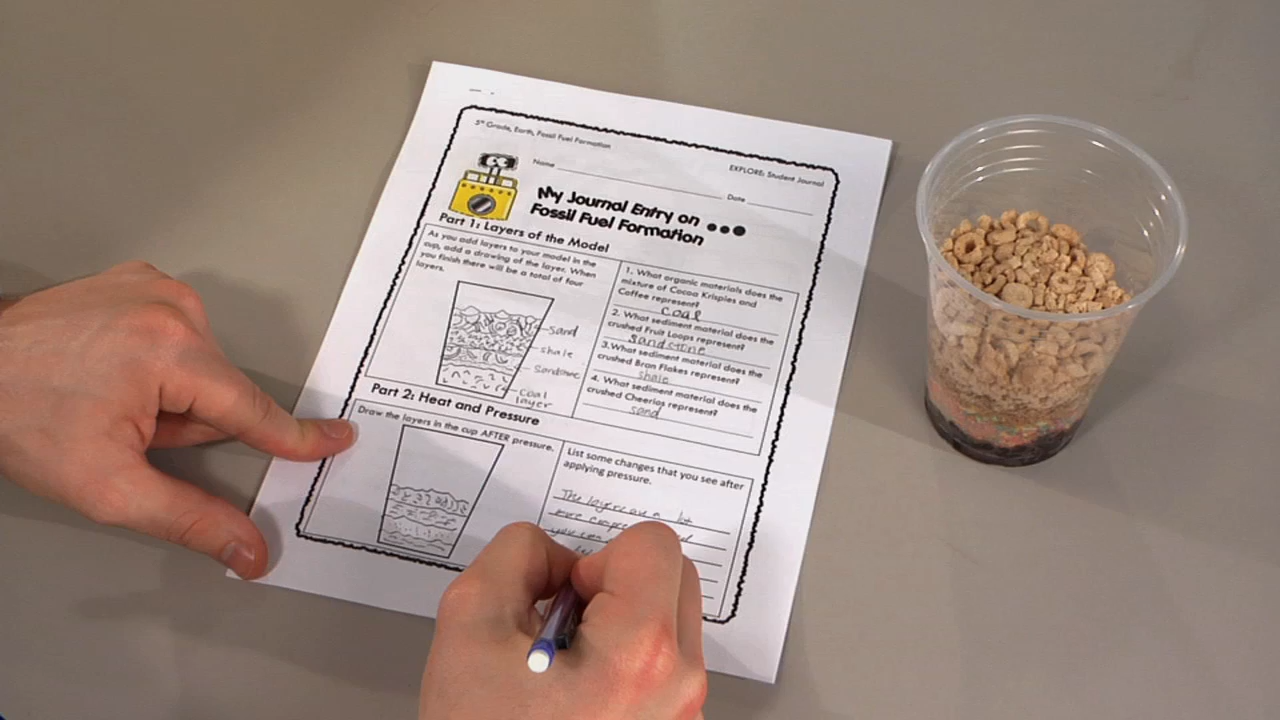 5th Grade, Earth, Fossil Fuel Formation
EXPLORE: Student Journal
Name
Date
My Journal Entry on
Fossil Fuel Formation
Part 1: Layers of the Model
As you add layers to your model in the
cup, add a drawing of the layer. When
you finish there will be a total of four
layers.
sand
shale
Sandstone
Coal
layer
1. What organic materials does the
mixture of Cocoa Krispies and
Coffee represent?
Coal
2. What sediment material does the
crushed Fruit Loops represent?
sandstone
3. What sediment material does the
crushed Bran Flakes represent?
shale
4. What sediment material does the
crushed Cheerios represent?
sand
Part 2: Heat and Pressure
Draw the layers in the cup AFTER pressure.
List some changes that you see after
applying pressure.
The layers are a lot
more
you can